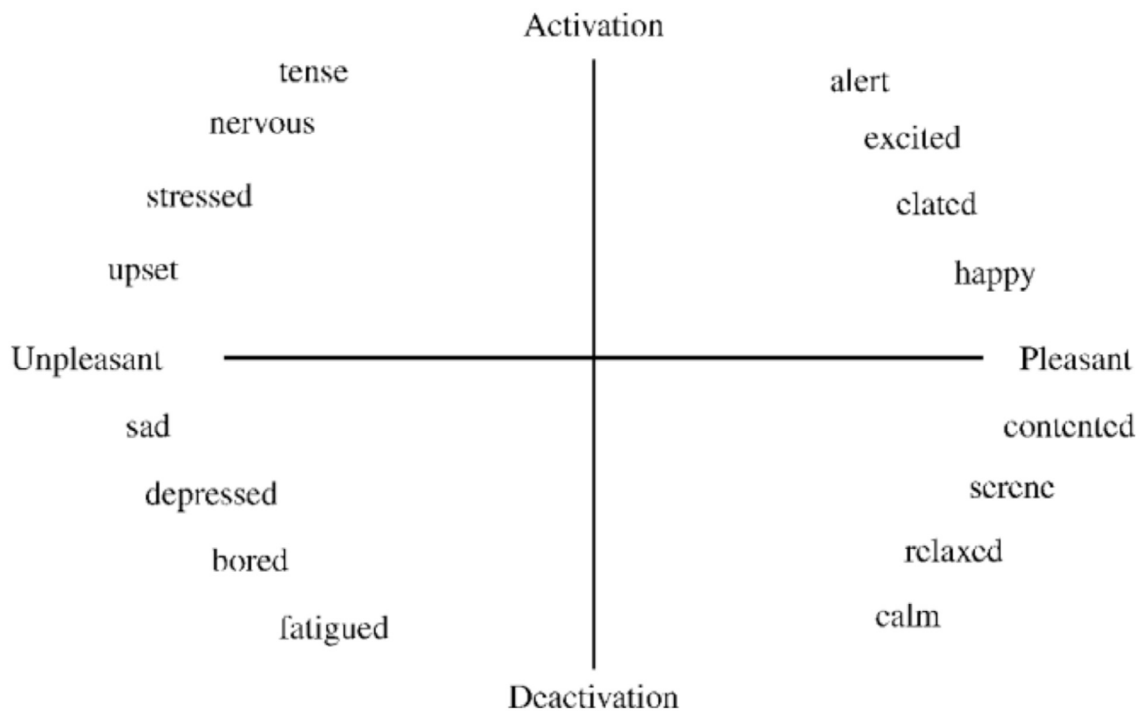 Activation
tense
alert
nervous
excited
stressed
elated
upset
happy
Unpleasant
Pleasant
sad
contented
depressed
serene
bored
relaxed
fatigued
calm
Deactivation